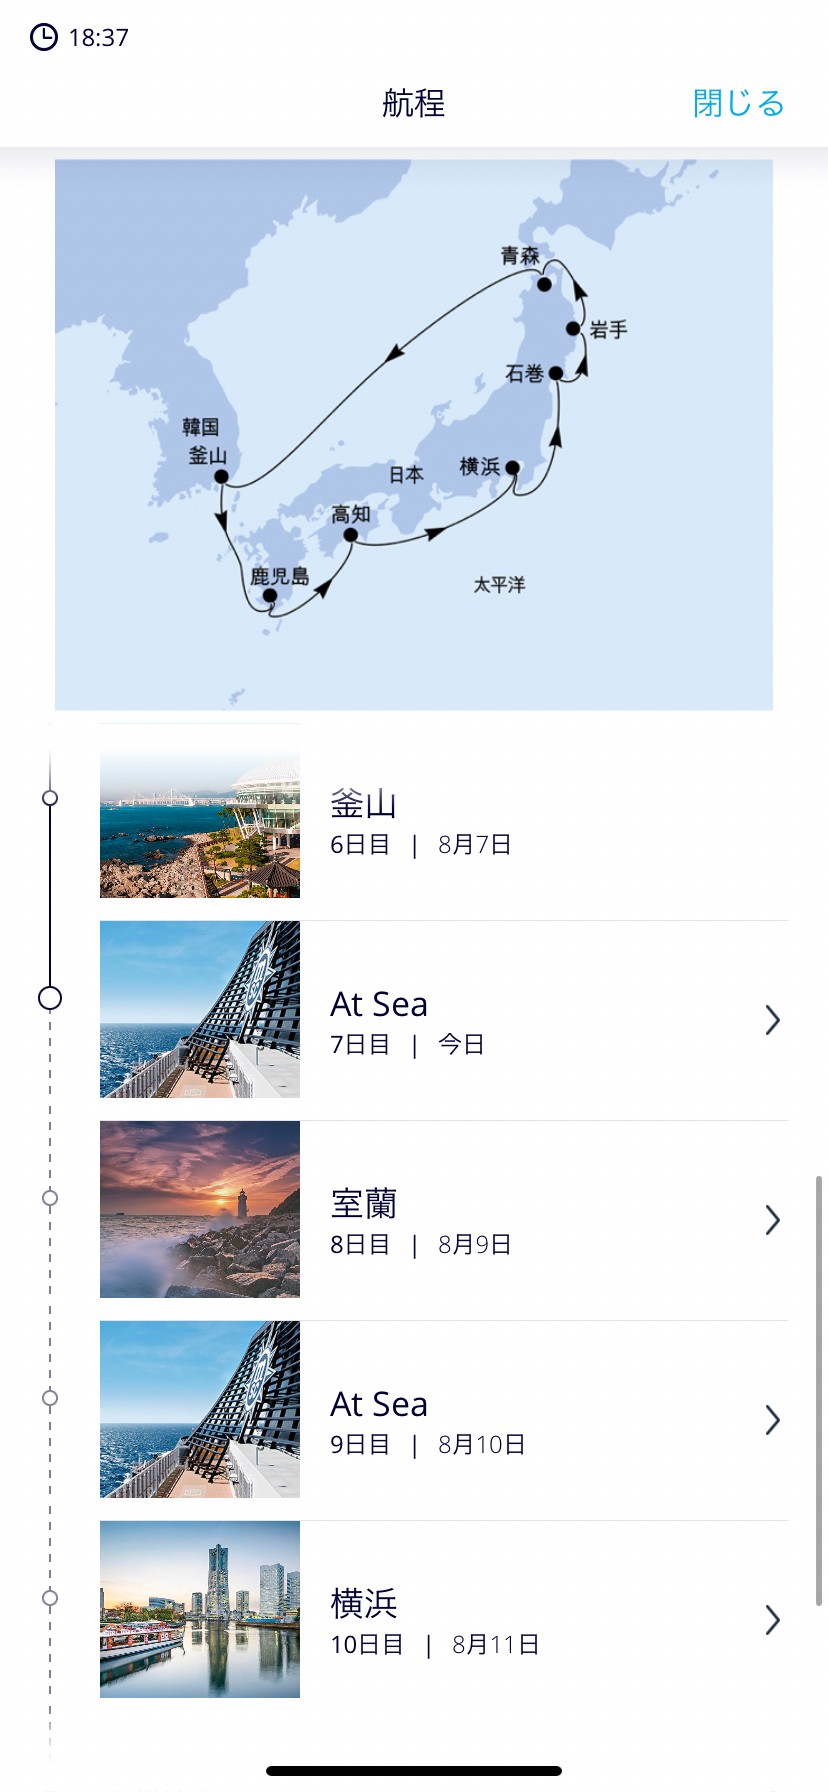 18:37
航程
閉じる
青森
岩手
石巻
韓国
釜山
日本
横浜
高知
鹿児島
太平洋
釜山
6日目 | 8月7日
At Sea
7日目 | 今日
室蘭
8日目 | 8月9日
At Sea
9日目 | 8月10日
横浜
10日目 | 8月11日